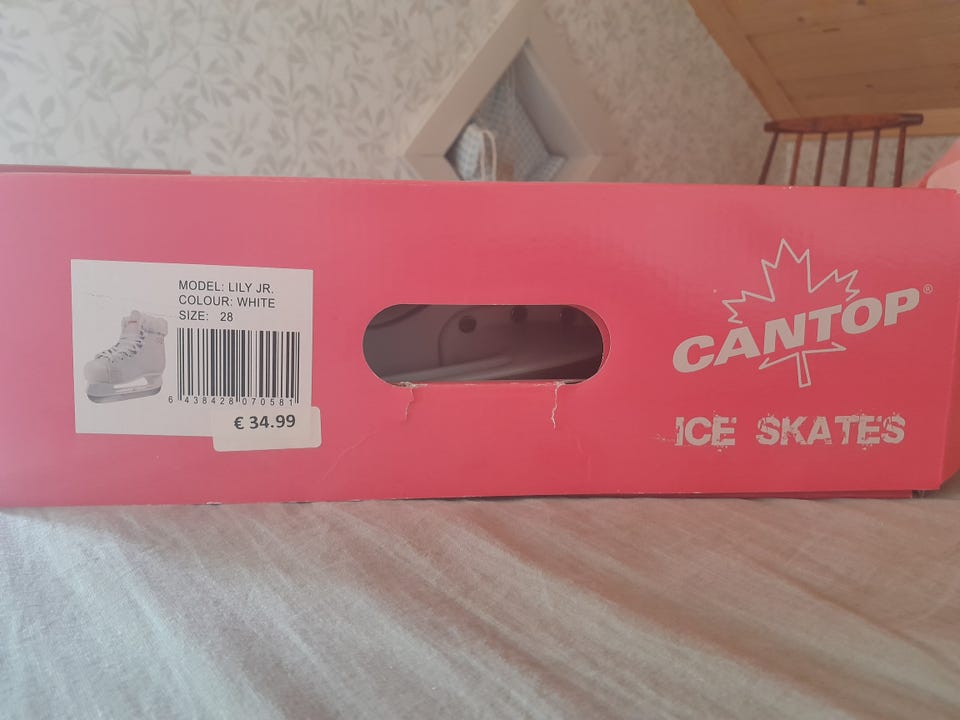 MODEL: LILY JR.
COLOUR: WHITE
SIZE: 28
6 438428 070581
€ 34.99
CANTOP®
ICE SKATES